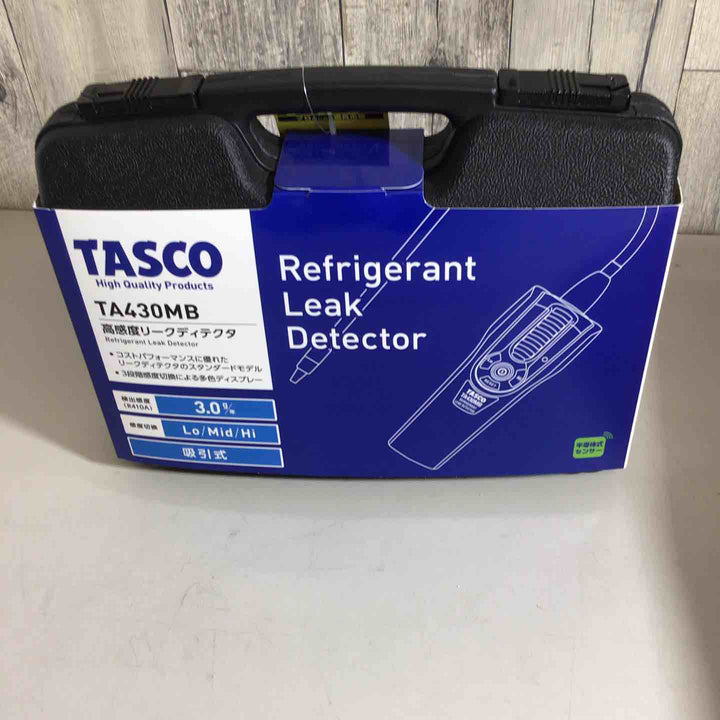 TASCO
High Quality Products
TA430MB
高感度リークディテクタ
Refrigerant Leak Detector
• コストパフォーマンスに優れた
リークディテクタのスタンダードモデル
• 3段階感度切換による多色ディスプレー
検出感度
(R410A)
3.0g/年
感度切換
Lo/Mid/Hi
吸引式
Refrigerant
Leak
Detector
RESET
TASCO
TA430MB
半導体式
センサー